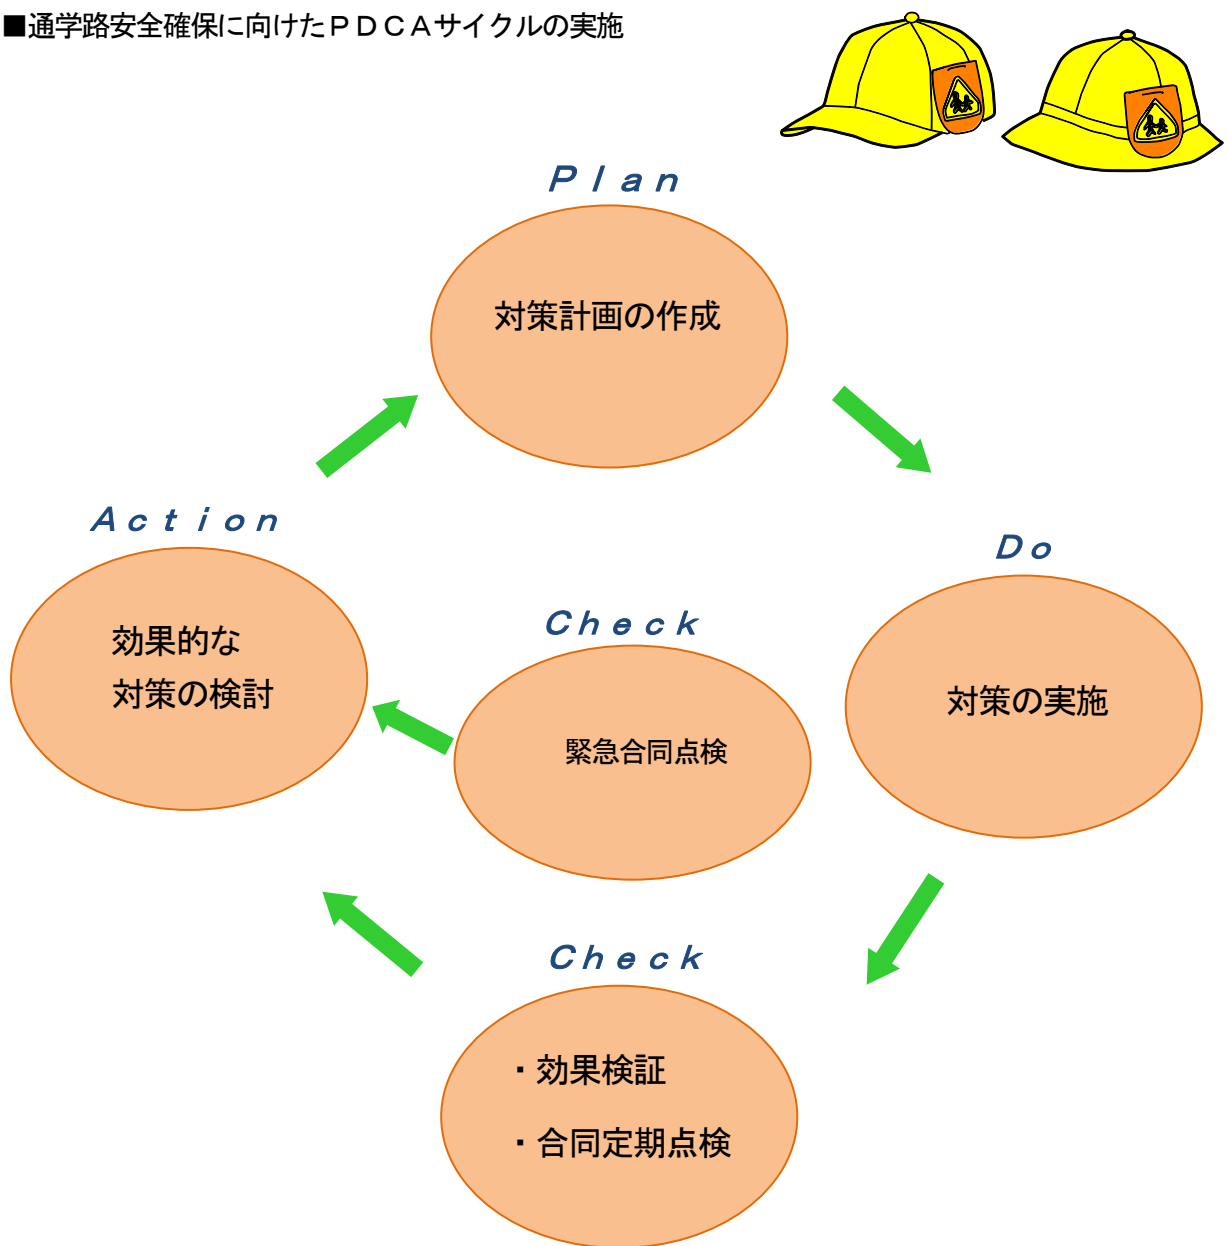 ■通学路安全確保に向けたＰＤＣＡサイクルの実施
Ｐｌａｎ
対策計画の作成
Ａｃｔｉｏｎ
効果的な
対策の検討
Ｄｏ
対策の実施
Ｃｈｅｃｋ
緊急合同点検
Ｃｈｅｃｋ
・効果検証
・合同定期点検